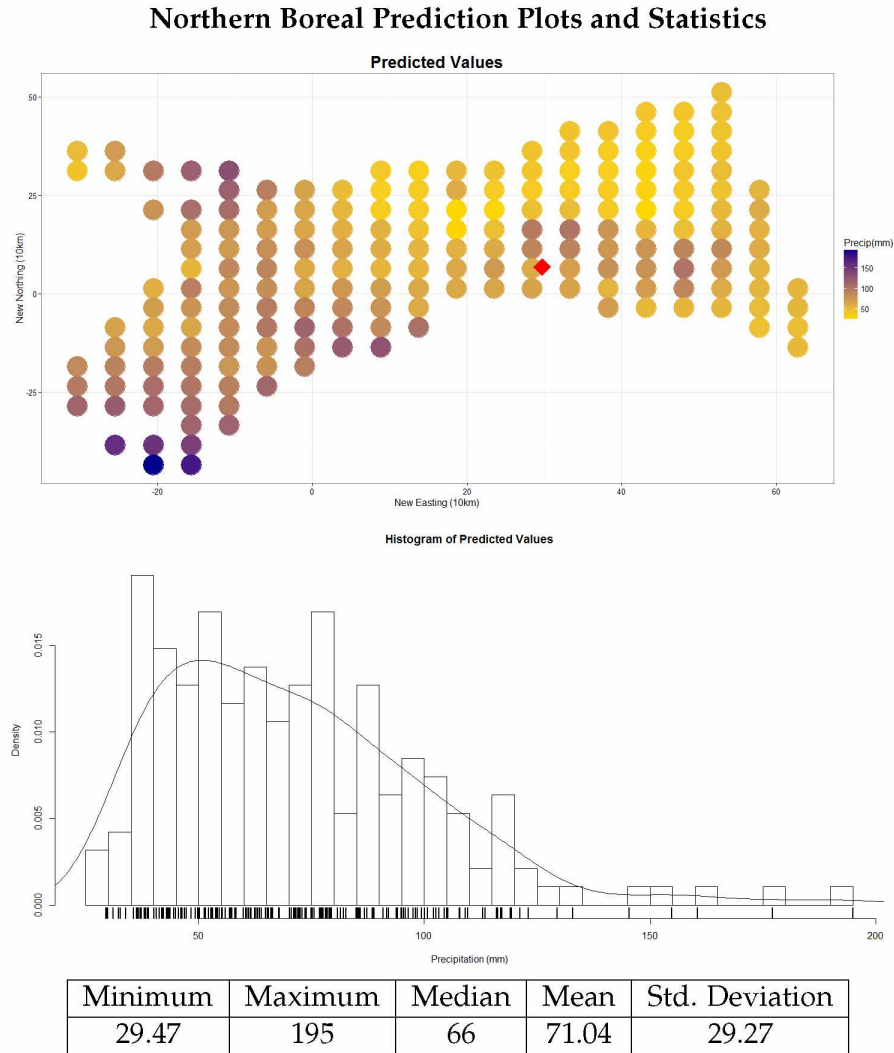 Northern Boreal Prediction Plots and Statistics
Predicted Values
50
25
0
-25
New Northing (10km)
-20 0 20 40 60
New Easting (10km)
Precip(mm)
150
100
50
Histogram of Predicted Values
0.015
0.010
0.005
0.000
Density
50 100 150 200
Precipitation (mm)
Minimum Maximum Median Mean Std. Deviation
29.47 195 66 71.04 29.27